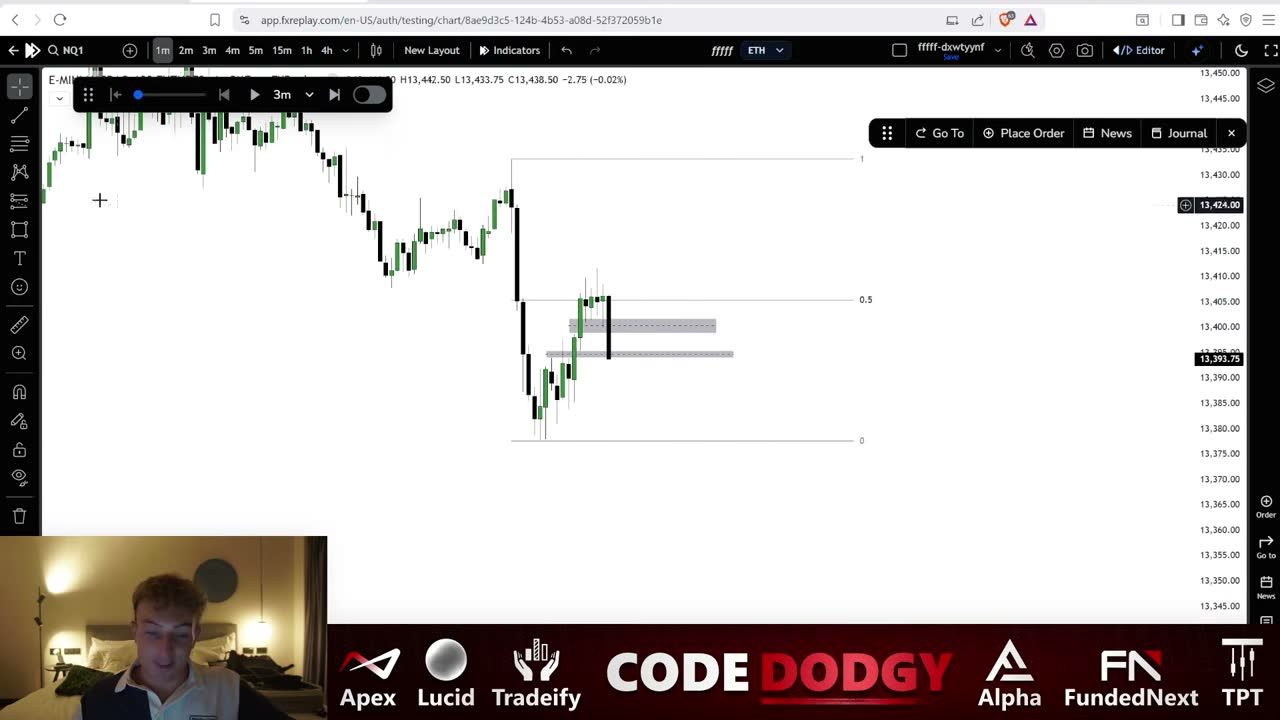 app.fxreplay.com/en-US/auth/testing/chart/8ae9d3c5-124b-4b53-a08d-52f372059b1e
NQ1 1m 2m 3m 4m 5m 15m 1h 4h New Layout Indicators fffff ETH fffff-dxwtyynf Save Editor
H13,442.50 L13,433.75 C13,438.50 −2.75 (−0.02%)
3m
Go To Place Order News Journal
13,450.00
13,445.00
13,435.00
13,430.00
13,424.00
13,420.00
13,415.00
13,410.00
13,405.00
13,400.00
13,393.75
13,390.00
13,385.00
13,380.00
13,375.00
13,370.00
13,365.00
13,360.00
13,355.00
13,350.00
13,345.00
1
0.5
0
Order
Go to
News
CODE DODGY
Apex Lucid Tradeify Alpha FundedNext TPT